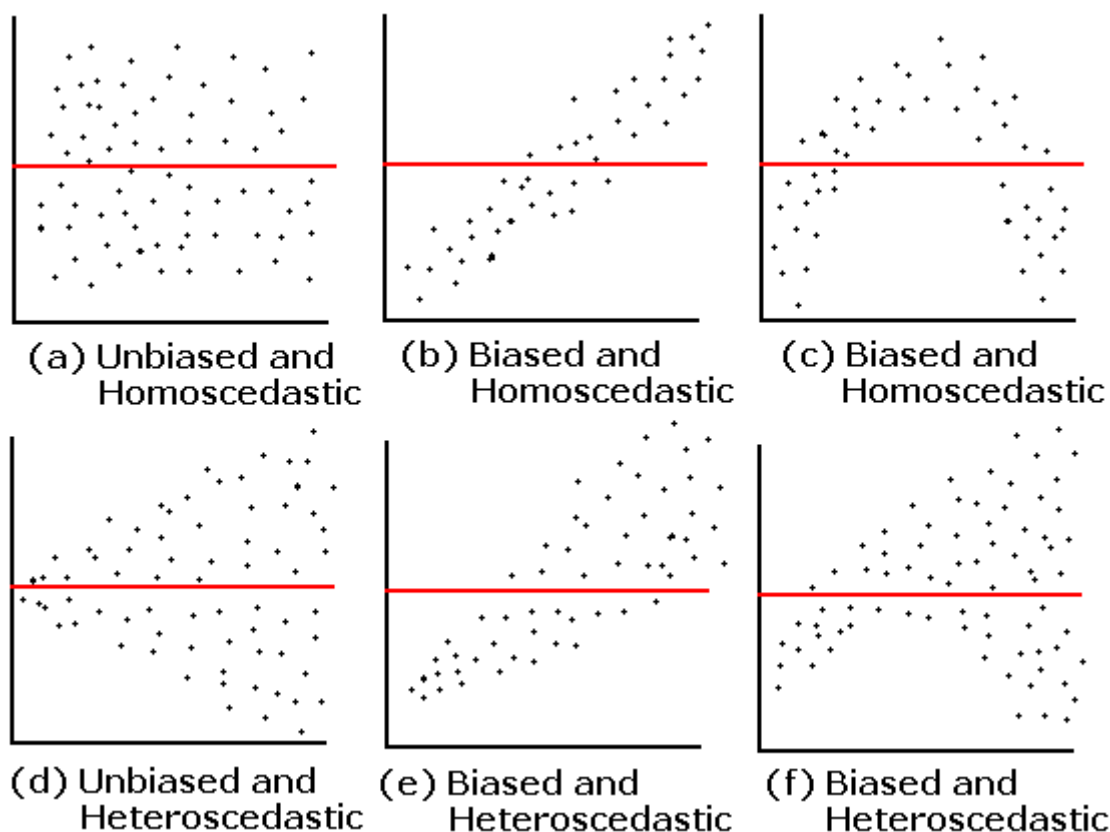 (a) Unbiased and
Homoscedastic
(b) Biased and
Homoscedastic
(c) Biased and
Homoscedastic
(d) Unbiased and
Heteroscedastic
(e) Biased and
Heteroscedastic
(f) Biased and
Heteroscedastic